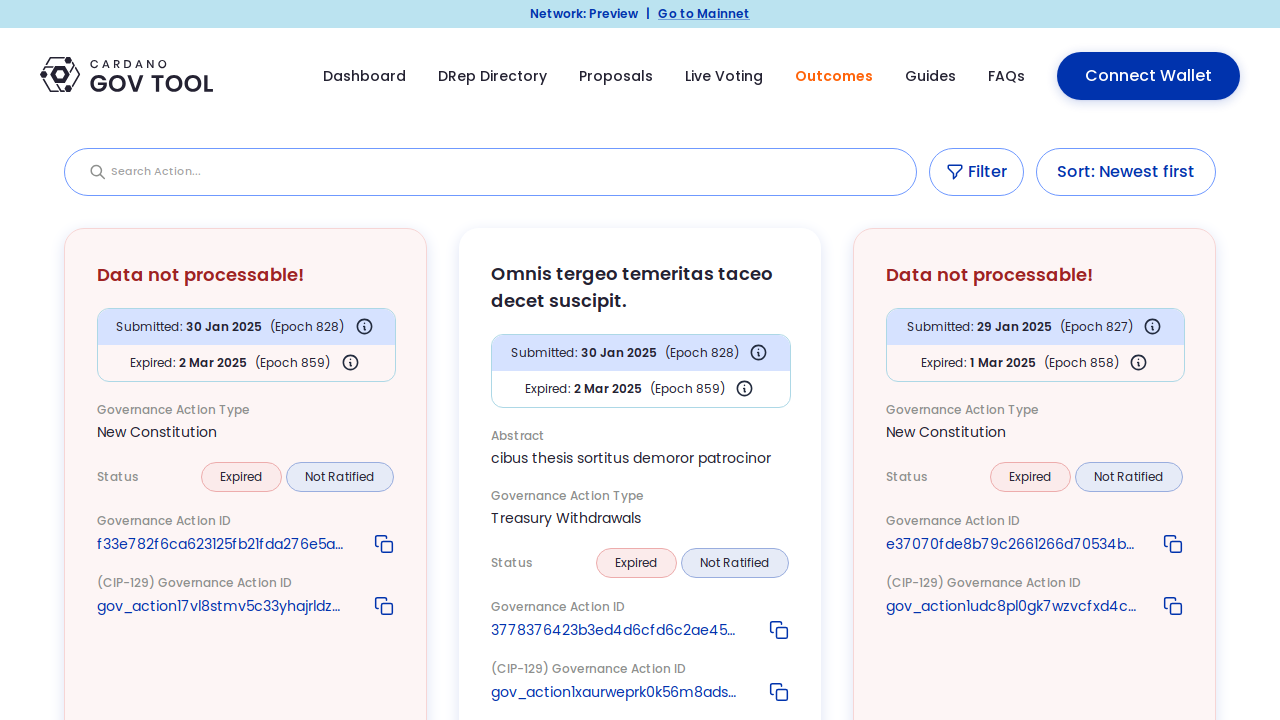 Network: Preview | Go to Mainnet
CARDANO
GOV TOOL
Dashboard
DRep Directory
Proposals
Live Voting
Outcomes
Guides
FAQs
Connect Wallet
Search Action...
Filter
Sort: Newest first
Data not processable!
Submitted: 30 Jan 2025 (Epoch 828)
Expired: 2 Mar 2025 (Epoch 859)
Governance Action Type
New Constitution
Status
Expired
Not Ratified
Governance Action ID
f33e782f6ca623125fb21fda276e5a...
(CIP-129) Governance Action ID
gov_action17vl8stmv5c33yhajrldz...
Omnis tergeo temeritas taceo
decet suscipit.
Submitted: 30 Jan 2025 (Epoch 828)
Expired: 2 Mar 2025 (Epoch 859)
Abstract
cibus thesis sortitus demoror patrocinor
Governance Action Type
Treasury Withdrawals
Status
Expired
Not Ratified
Governance Action ID
3778376423b3ed4d6cfd6c2ae45...
(CIP-129) Governance Action ID
gov_action1xaurweprk0k56m8ads...
Data not processable!
Submitted: 29 Jan 2025 (Epoch 827)
Expired: 1 Mar 2025 (Epoch 858)
Governance Action Type
New Constitution
Status
Expired
Not Ratified
Governance Action ID
e37070fde8b79c2661266d70534b...
(CIP-129) Governance Action ID
gov_action1udc8pl0gk7wzvcfxd4c...